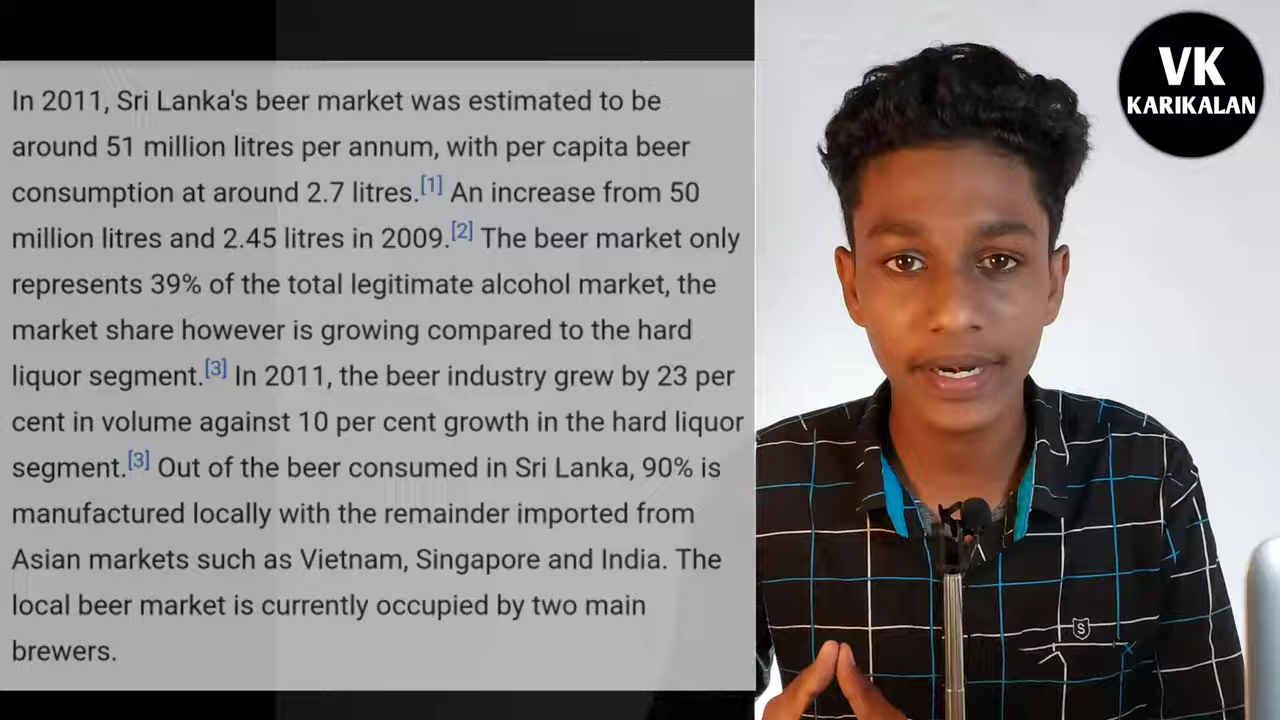 In 2011, Sri Lanka's beer market was estimated to be
around 51 million litres per annum, with per capita beer
consumption at around 2.7 litres.[1] An increase from 50
million litres and 2.45 litres in 2009.[2] The beer market only
represents 39% of the total legitimate alcohol market, the
market share however is growing compared to the hard
liquor segment.[3] In 2011, the beer industry grew by 23 per
cent in volume against 10 per cent growth in the hard liquor
segment.[3] Out of the beer consumed in Sri Lanka, 90% is
manufactured locally with the remainder imported from
Asian markets such as Vietnam, Singapore and India. The
local beer market is currently occupied by two main
brewers.
VK
KARIKALAN
S